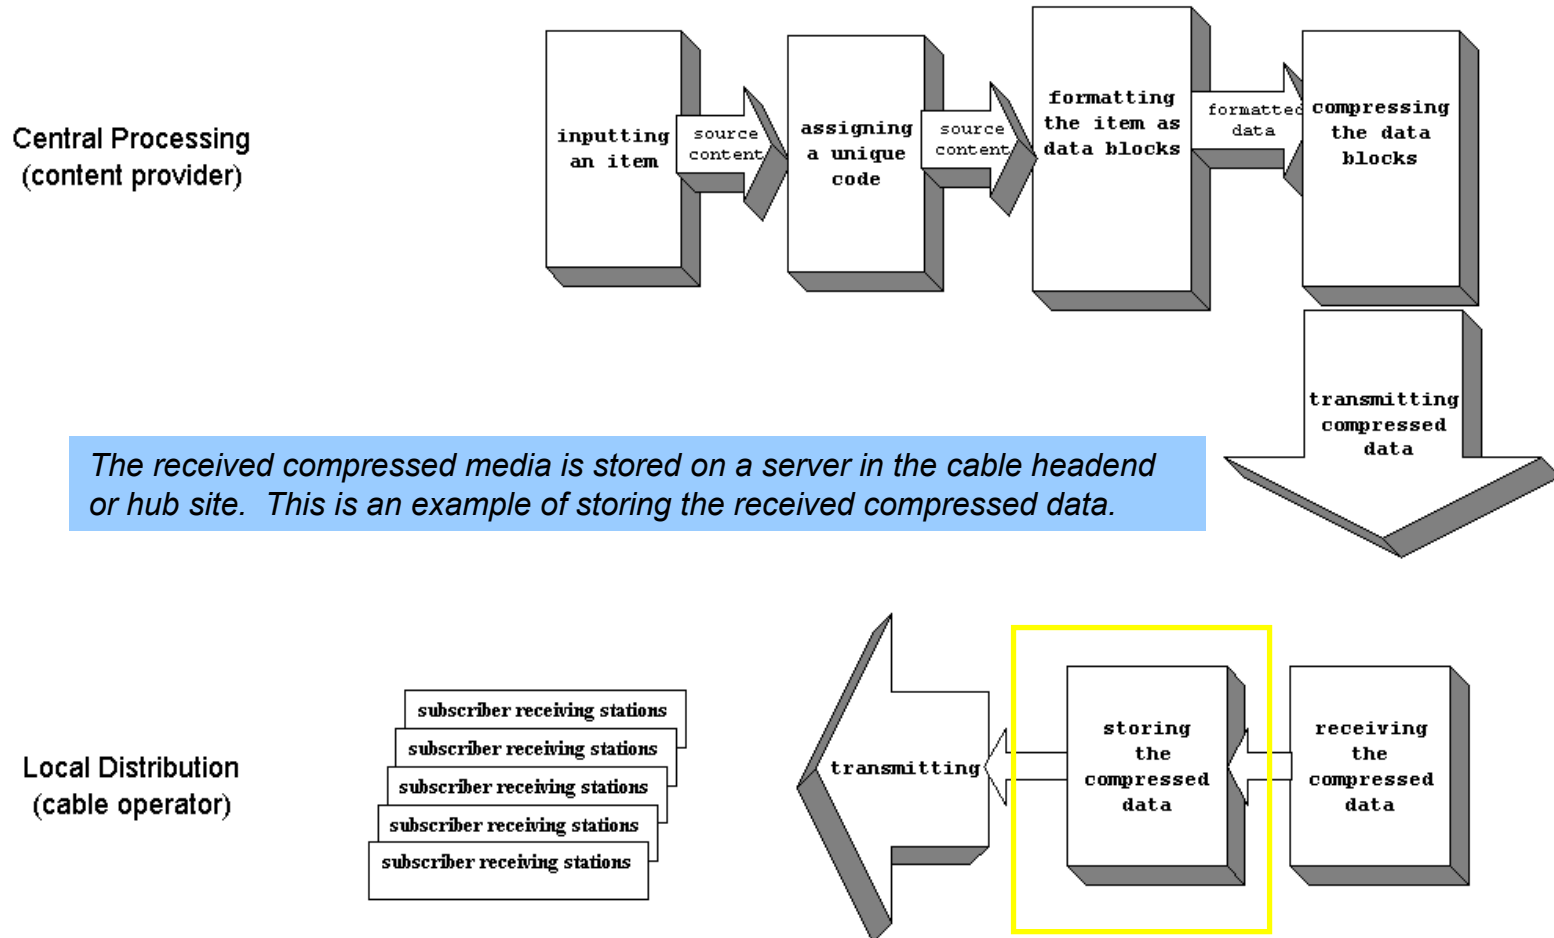 Central Processing
(content provider)
inputting
an item
source
content
assigning
a unique
code
source
content
formatting
the item as
data blocks
formatted
data
compressing
the data
blocks
transmitting
compressed
data
The received compressed media is stored on a server in the cable headend
or hub site.  This is an example of storing the received compressed data.
Local Distribution
(cable operator)
subscriber receiving stations
subscriber receiving stations
subscriber receiving stations
subscriber receiving stations
subscriber receiving stations
transmitting
storing
the
compressed
data
receiving
the
compressed
data